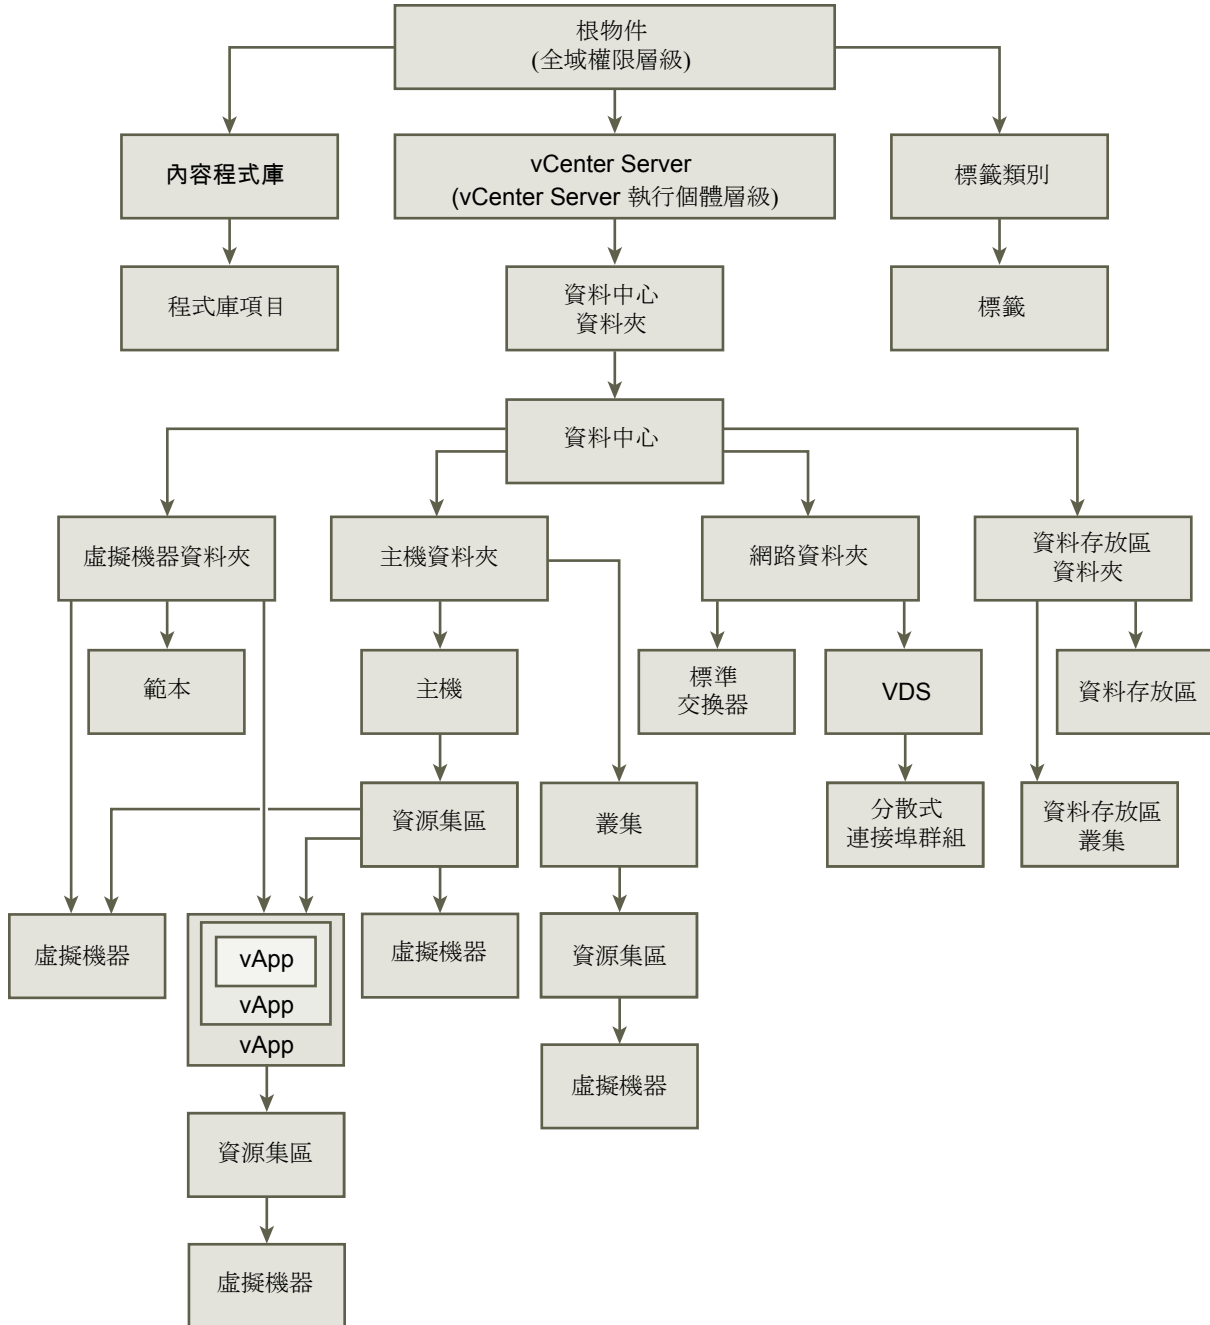 根物件
(全域權限層級)
內容程式庫
vCenter Server
(vCenter Server 執行個體層級)
標籤類別
程式庫項目
資料中心
資料夾
標籤
資料中心
虛擬機器資料夾
主機資料夾
網路資料夾
資料存放區
資料夾
範本
主機
標準
交換器
VDS
資料存放區
資源集區
叢集
分散式
連接埠群組
資料存放區
叢集
虛擬機器
vApp
vApp
vApp
虛擬機器
資源集區
虛擬機器
資源集區
虛擬機器